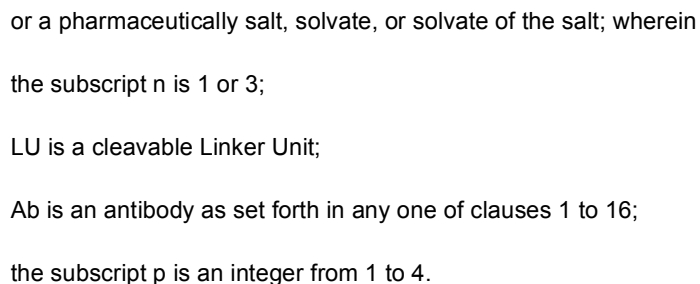 or a pharmaceutically salt, solvate, or solvate of the salt; wherein
the subscript n is 1 or 3;
LU is a cleavable Linker Unit;
Ab is an antibody as set forth in any one of clauses 1 to 16;
the subscript p is an integer from 1 to 4.